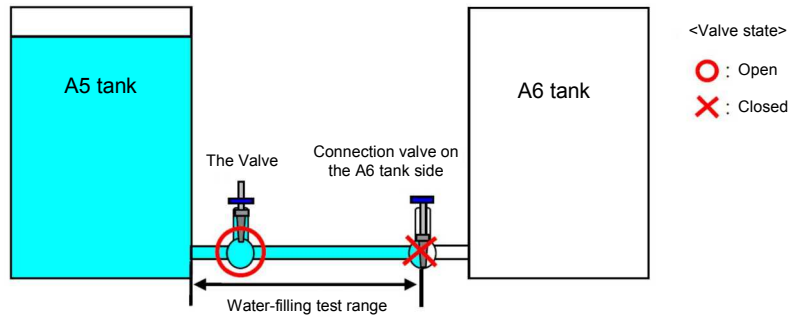 A5 tank
The Valve
Connection valve on
the A6 tank side
A6 tank
<Valve state>
: Open
: Closed
Water-filling test range